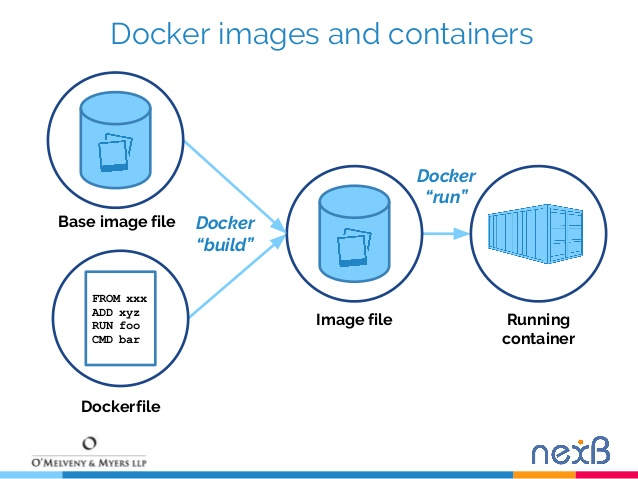 Docker images and containers
Base image file
Docker
“build”
FROM xxx
ADD xyz
RUN foo
CMD bar
Dockerfile
Image file
Docker
“run”
Running
container
O'MELVENY & MYERS LLP
nexB